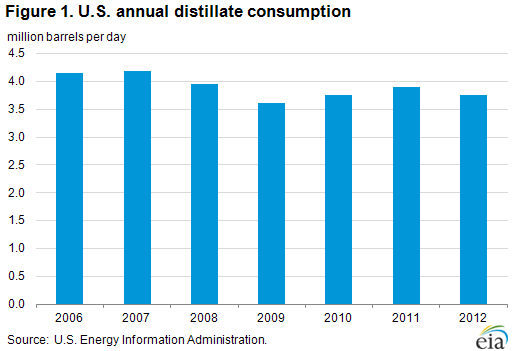 Figure 1. U.S. annual distillate consumption
million barrels per day
4.5
4.0
3.5
3.0
2.5
2.0
1.5
1.0
0.5
0.0
2006 2007 2008 2009 2010 2011 2012
Source: U.S. Energy Information Administration.
eia